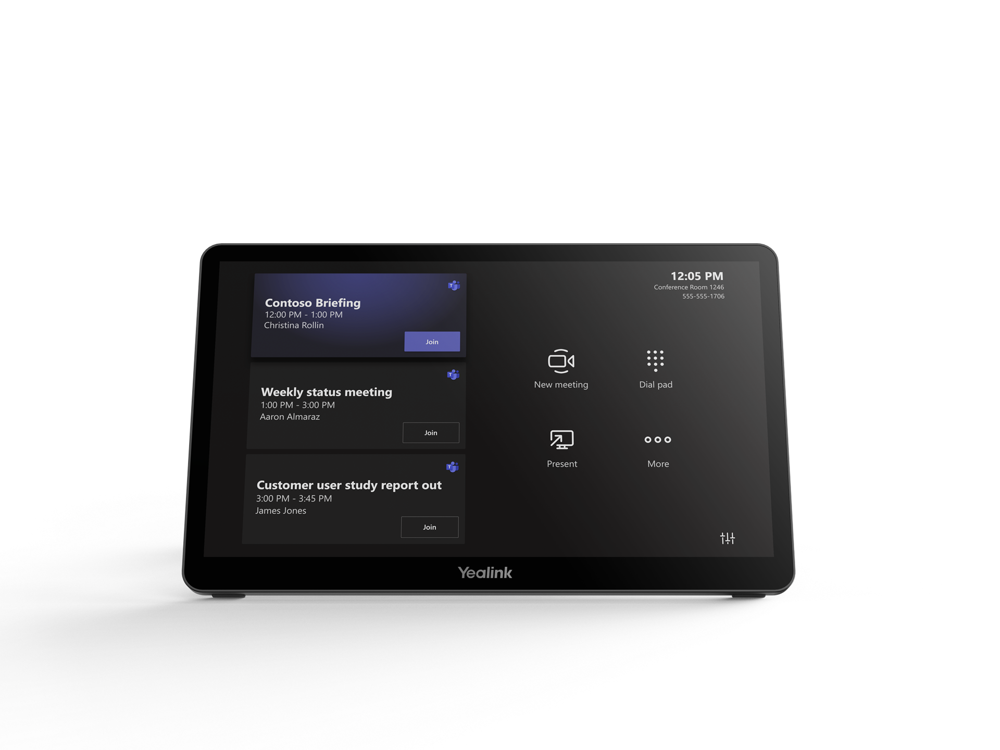 Contoso Briefing
12:00 PM - 1:00 PM
Christina Rollin
Join
Weekly status meeting
1:00 PM - 3:00 PM
Aaron Almaraz
Join
Customer user study report out
3:00 PM - 3:45 PM
James Jones
Join
12:05 PM
Conference Room 1246
555-555-1706
New meeting
Dial pad
Present
More
Yealink